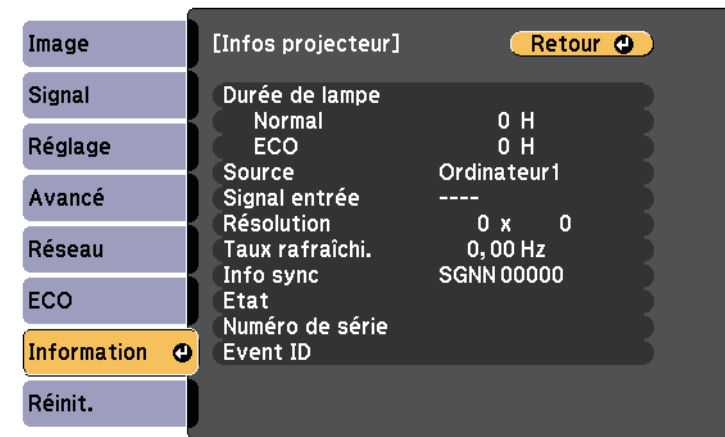 Image
Signal
Réglage
Avancé
Réseau
ECO
Information
Réinit.
[Infos projecteur] Retour
Durée de lampe
Normal 0 H
ECO 0 H
Source Ordinateur1
Signal entrée ----
Résolution 0 x 0
Taux rafraîchi. 0,00 Hz
Info sync SGNN 00000
Etat
Numéro de série
Event ID